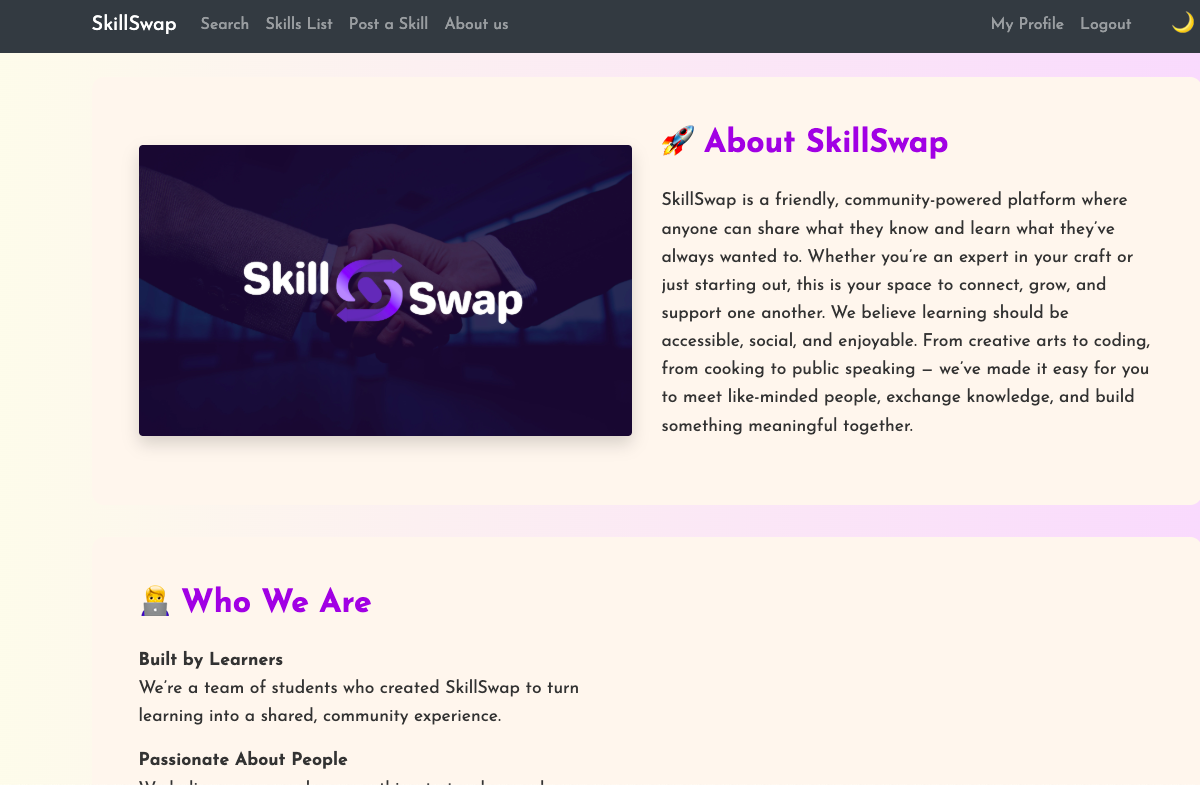 SkillSwap Search Skills List Post a Skill About us My Profile Logout
Skill Swap
🚀 About SkillSwap
SkillSwap is a friendly, community-powered platform where
anyone can share what they know and learn what they've
always wanted to. Whether you're an expert in your craft or
just starting out, this is your space to connect, grow, and
support one another. We believe learning should be
accessible, social, and enjoyable. From creative arts to coding,
from cooking to public speaking — we've made it easy for you
to meet like-minded people, exchange knowledge, and build
something meaningful together.
🧑‍💻 Who We Are
Built by Learners
We're a team of students who created SkillSwap to turn
learning into a shared, community experience.
Passionate About People